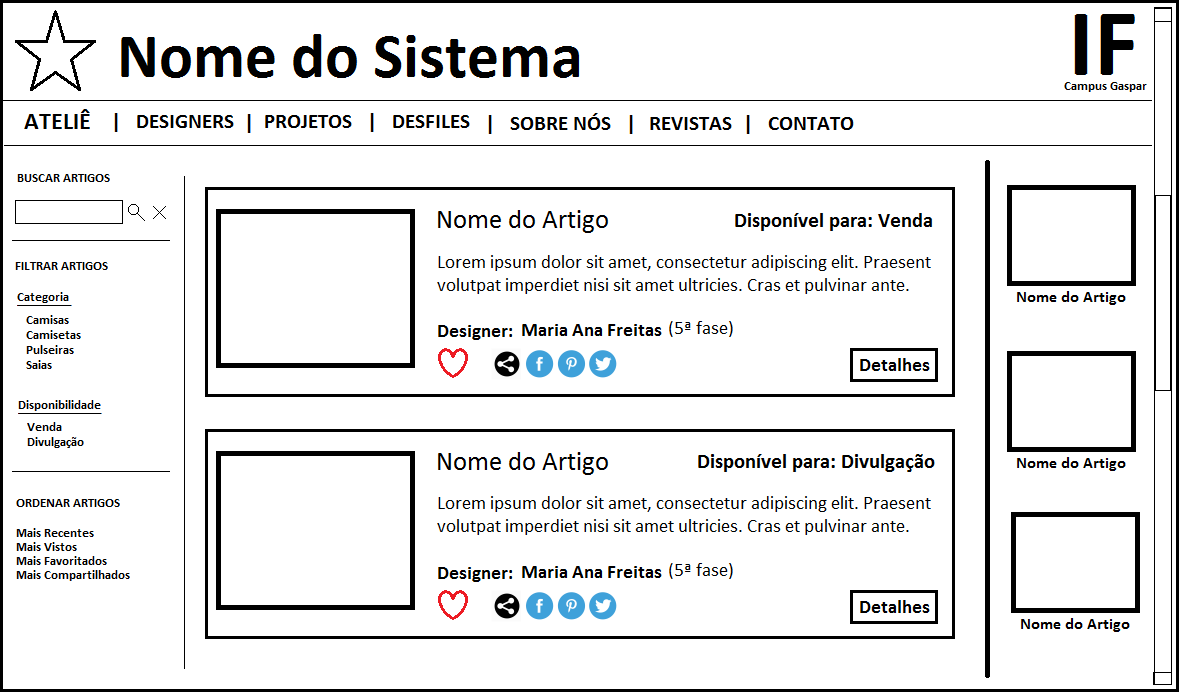 Nome do Sistema
IF
Campus Gaspar
ATELIÊ | DESIGNERS | PROJETOS | DESFILES | SOBRE NÓS | REVISTAS | CONTATO
BUSCAR ARTIGOS
FILTRAR ARTIGOS
Categoria
Camisas
Camisetas
Pulseiras
Saias
Disponibilidade
Venda
Divulgação
ORDENAR ARTIGOS
Mais Recentes
Mais Vistos
Mais Favoritados
Mais Compartilhados
Nome do Artigo
Disponível para: Venda
Lorem ipsum dolor sit amet, consectetur adipiscing elit. Praesent
volutpat imperdiet nisi sit amet ultricies. Cras et pulvinar ante.
Designer: Maria Ana Freitas (5ª fase)
Detalhes
Nome do Artigo
Disponível para: Divulgação
Lorem ipsum dolor sit amet, consectetur adipiscing elit. Praesent
volutpat imperdiet nisi sit amet ultricies. Cras et pulvinar ante.
Designer: Maria Ana Freitas (5ª fase)
Detalhes
Nome do Artigo
Nome do Artigo
Nome do Artigo